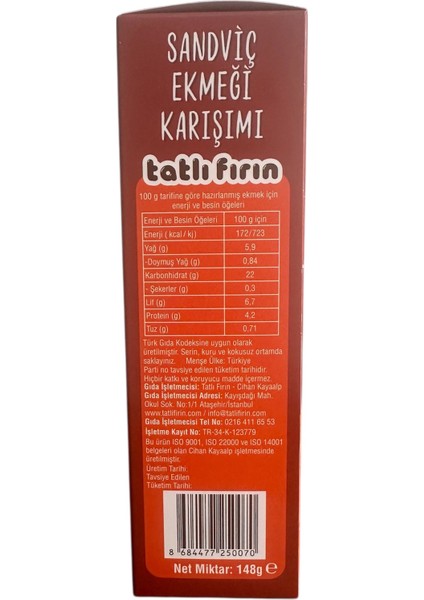 SANDVİÇ
EKMEĞİ
KARIŞIMI
tatlı fırın
100 g tarifine göre hazırlanmış ekmek için
enerji ve besin öğeleri
Enerji ve Besin Öğeleri 100 g için
Enerji ( kcal / kj) 172/723
Yağ (g) 5,9
-Doymuş Yağ (g) 0,84
Karbonhidrat (g) 22
- Şekerler (g) 0,3
Lif (g) 6,7
Protein (g) 4,2
Tuz (g) 0,71
Türk Gıda Kodeksine uygun olarak
üretilmiştir. Serin, kuru ve kokusuz ortamda
saklayınız. Menşe Ülke: Türkiye
Parti no tavsiye edilen tüketim tarihidir.
Hiçbir katkı ve koruyucu madde içermez.
Gıda İşletmecisi: Tatlı Fırın - Cihan Kayaalp
Gıda İşletmecisi Adresi: Kayışdağı Mah.
Okul Sok. No:1/1 Ataşehir/İstanbul
www.tatlifirin.com / info@tatlifirin.com
Gıda İşletmecisi Tel No: 0216 411 65 53
İşletme Kayıt No: TR-34-K-123779
Bu ürün ISO 9001, ISO 22000 ve ISO 14001
belgeleri olan Cihan Kayaalp işletmesinde
üretilmiştir.
Üretim Tarihi:
Tavsiye Edilen
Tüketim Tarihi:
8 684477 250070
Net Miktar: 148g e